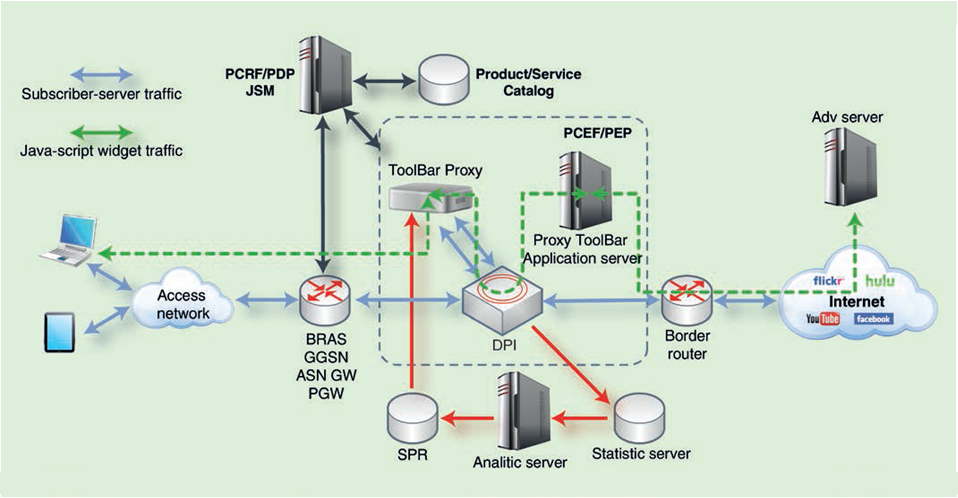 Subscriber-server traffic
Java-script widget traffic
PCRF/PDP
JSM
Product/Service
Catalog
PCEF/PEP
Adv server
ToolBar Proxy
Proxy ToolBar
Application server
Access
network
BRAS
GGSN
ASN GW
PGW
DPI
Border
router
flickr
hulu
Internet
YouTube
facebook
SPR
Analitic server
Statistic server